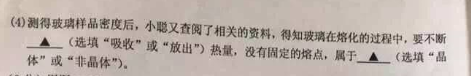 (4)测得玻璃样品密度后，小聪又查阅了相关的资料，得知玻璃在熔化的过程中，要不断
▲（选填“吸收”或“放出”）热量，没有固定的熔点，属于▲（选填“晶
体”或“非晶体”）。